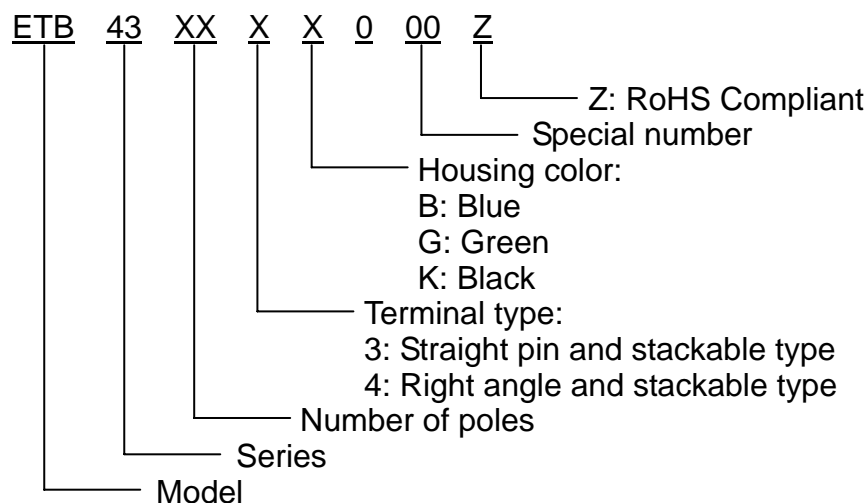 ETB 43 XX X X 0 00 Z
Z: RoHS Compliant
Special number
Housing color:
B: Blue
G: Green
K: Black
Terminal type:
3: Straight pin and stackable type
4: Right angle and stackable type
Number of poles
Series
Model